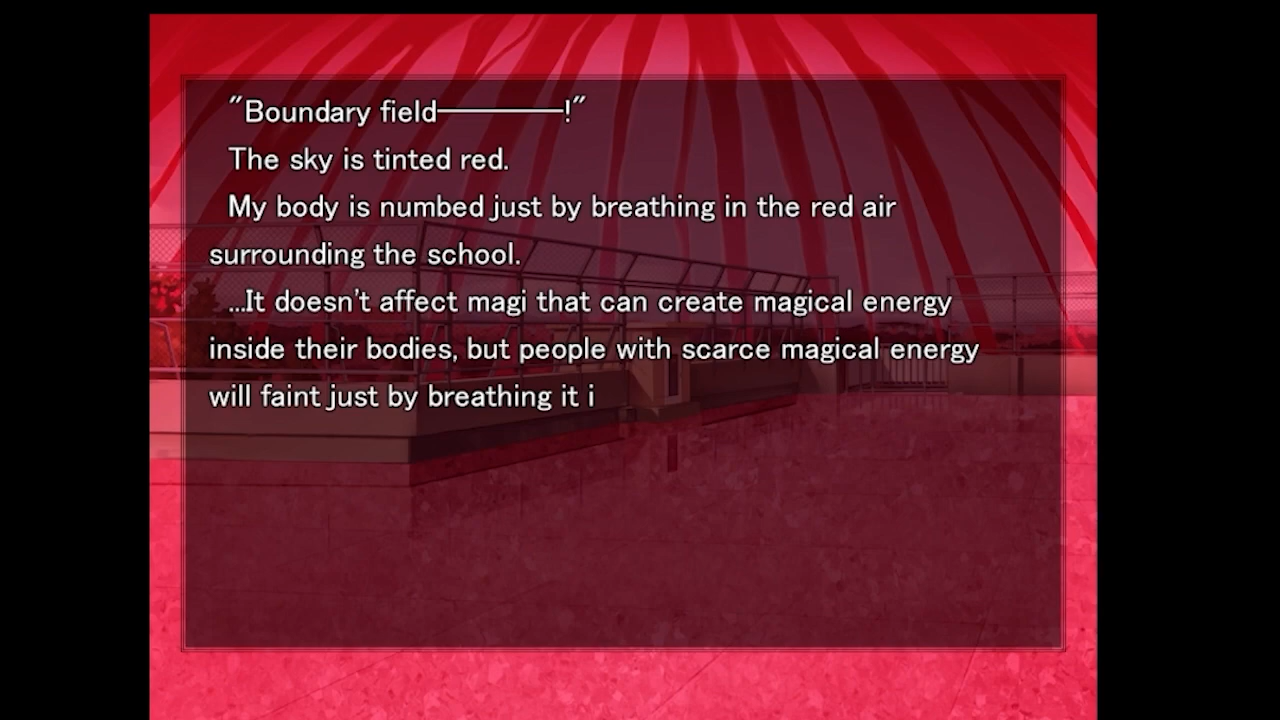 "Boundary field────!"
The sky is tinted red.
My body is numbed just by breathing in the red air
surrounding the school.
...It doesn't affect magi that can create magical energy
inside their bodies, but people with scarce magical energy
will faint just by breathing it i